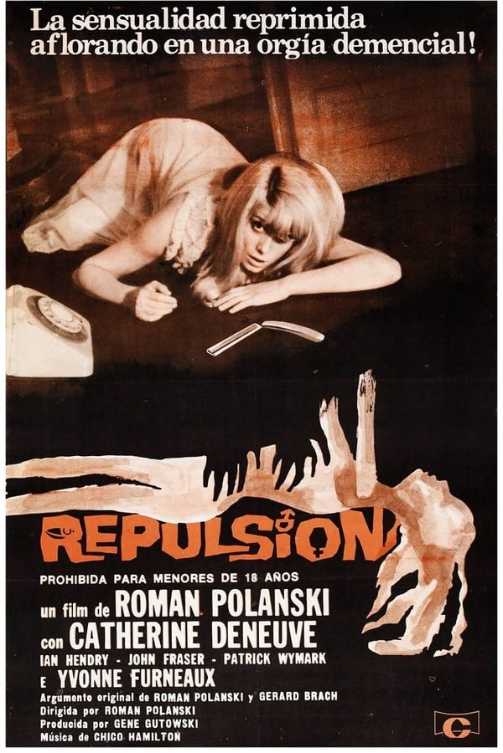 La sensualidad reprimida
aflorando en una orgía demencial!
REPULSION
PROHIBIDA PARA MENORES DE 18 AÑOS
un film de ROMAN POLANSKI
con CATHERINE DENEUVE
IAN HENDRY - JOHN FRASER - PATRICK WYMARK
E YVONNE FURNEAUX
Argumento original de ROMAN POLANSKI y GERARD BRACH
Dirigida por ROMAN POLANSKI
Producida por GENE GUTOWSKI
Música de CHICO HAMILTON
C